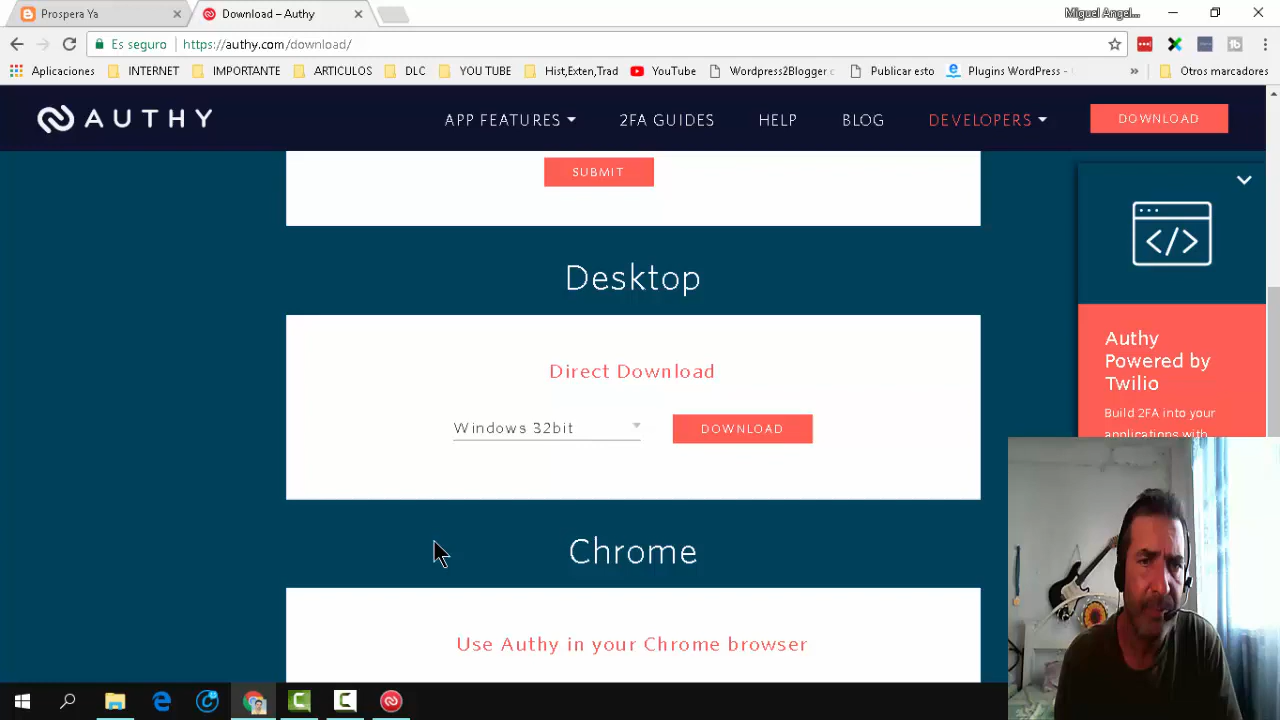 Prospera Ya
Download – Authy
Miguel Angel...
Es seguro
https://authy.com/download/
Aplicaciones
INTERNET
IMPORTAITE
ARTICULOS
DLC
YOU TUBE
Hist,Exten,Trad
YouTube
Wordpress2Blogger c
Publicar esto
Plugins WordPress -
»
Otros marcadores
AUTHY
APP FEATURES
2FA GUIDES
HELP
BLOG
DEVELOPERS
DOWNLOAD
SUBMIT
Desktop
Direct Download
Windows 32bit
DOWNLOAD
Chrome
Use Authy in your Chrome browser
</>
Authy
Powered by
Twilio
Build 2FA into your
applications with